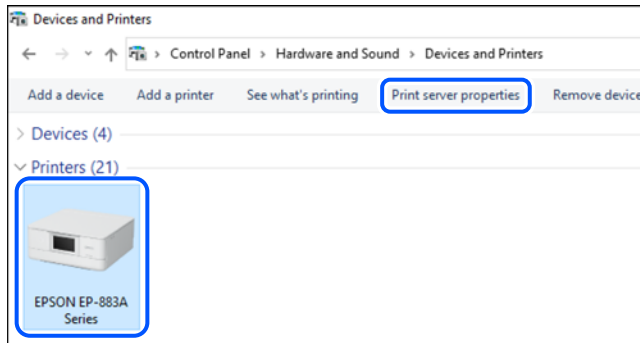 Devices and Printers
Control Panel > Hardware and Sound > Devices and Printers
Add a device Add a printer See what's printing Print server properties Remove device
Devices (4)
Printers (21)
EPSON EP-883A
Series